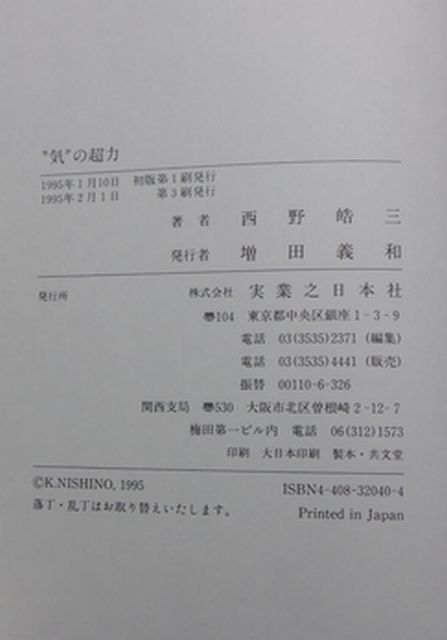 “気”の超力
1995年1月10日 初版第1刷発行
1995年2月1日 第3刷発行
著者 西野皓三
発行者 増田義和
発行所 株式会社 実業之日本社
〠104 東京都中央区銀座1-3-9
電話 03(3535)2371 (編集)
電話 03(3535)4441 (販売)
振替 00110-6-326
関西支局 〠530 大阪市北区曽根崎2-12-7
梅田第一ビル内 電話 06(312)1573
印刷 大日本印刷 製本・共文堂
©K.NISHINO, 1995 ISBN4-408-32040-4
落丁・乱丁はお取り替えいたします。 Printed in Japan